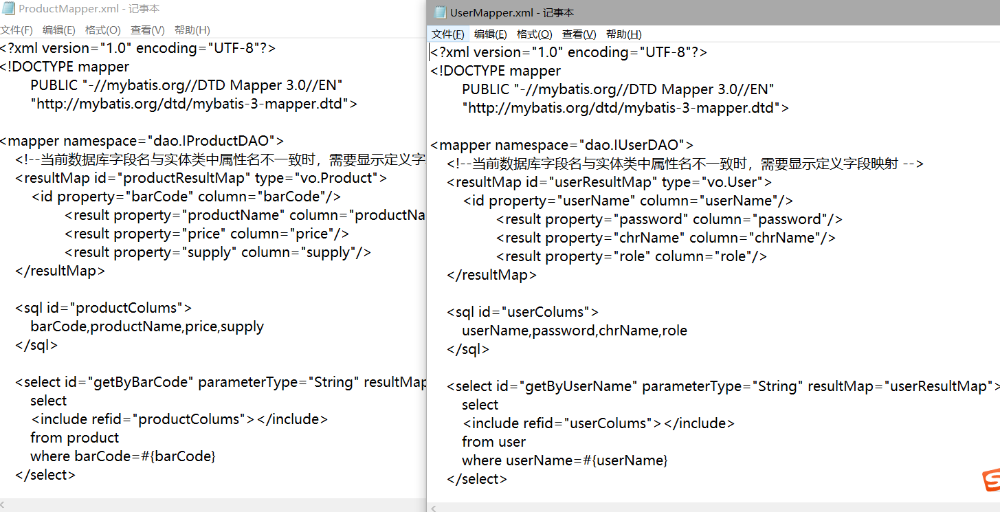 ProductMapper.xml - 记事本
文件(F) 编辑(E) 格式(O) 查看(V) 帮助(H)
<?xml version="1.0" encoding="UTF-8"?>
<!DOCTYPE mapper
PUBLIC "-//mybatis.org//DTD Mapper 3.0//EN"
"http://mybatis.org/dtd/mybatis-3-mapper.dtd">
<mapper namespace="dao.IProductDAO">
<!--当前数据库字段名与实体类中属性名不一致时，需要显示定义字
<resultMap id="productResultMap" type="vo.Product">
<id property="barCode" column="barCode"/>
<result property="productName" column="productNa
<result property="price" column="price"/>
<result property="supply" column="supply"/>
</resultMap>
<sql id="productColums">
barCode,productName,price,supply
</sql>
<select id="getByBarCode" parameterType="String" resultMap
select
<include refid="productColums"></include>
from product
where barCode=#{barCode}
</select>
UserMapper.xml - 记事本
文件(F) 编辑(E) 格式(O) 查看(V) 帮助(H)
<?xml version="1.0" encoding="UTF-8"?>
<!DOCTYPE mapper
PUBLIC "-//mybatis.org//DTD Mapper 3.0//EN"
"http://mybatis.org/dtd/mybatis-3-mapper.dtd">
<mapper namespace="dao.IUserDAO">
<!--当前数据库字段名与实体类中属性名不一致时，需要显示定义字段映射 -->
<resultMap id="userResultMap" type="vo.User">
<id property="userName" column="userName"/>
<result property="password" column="password"/>
<result property="chrName" column="chrName"/>
<result property="role" column="role"/>
</resultMap>
<sql id="userColums">
userName,password,chrName,role
</sql>
<select id="getByUserName" parameterType="String" resultMap="userResultMap">
select
<include refid="userColums"></include>
from user
where userName=#{userName}
</select>